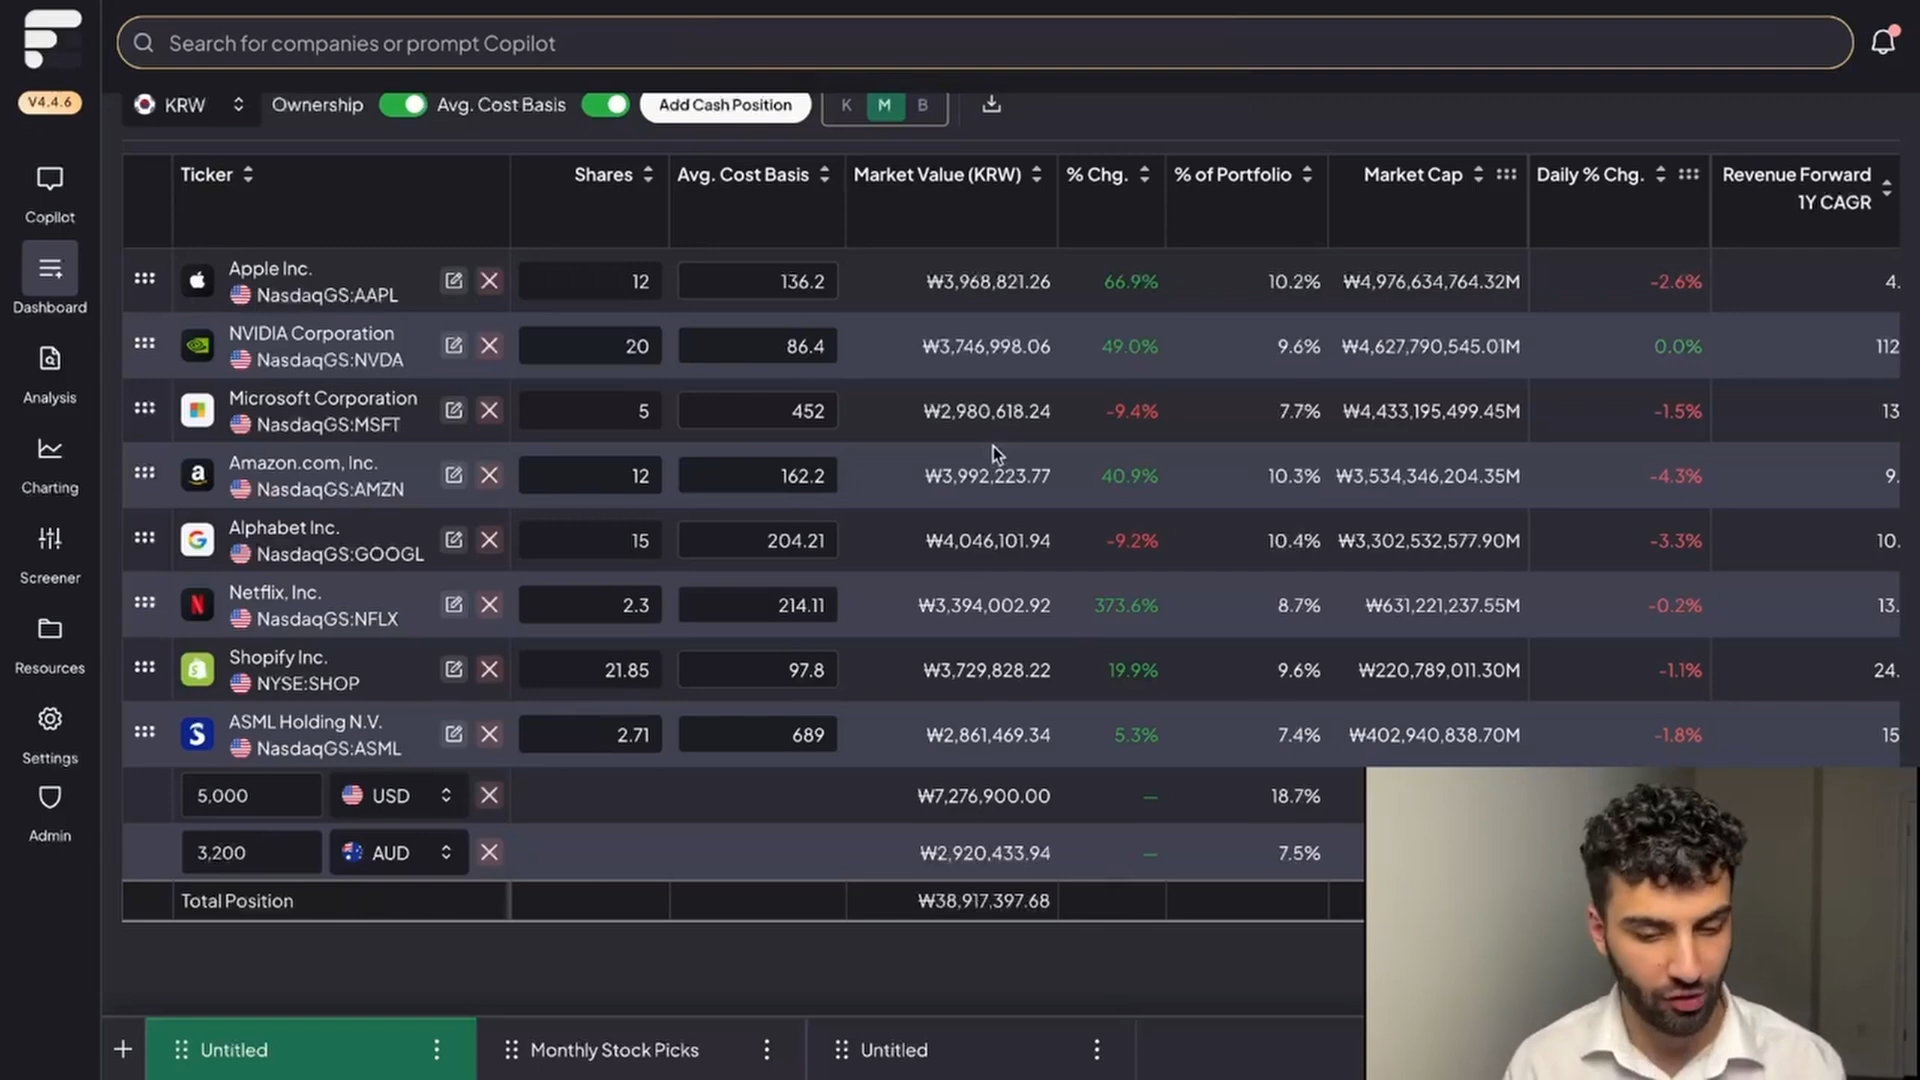 Search for companies or prompt Copilot
V4.4.6
KRW Ownership Avg. Cost Basis Add Cash Position K M B
Ticker Shares Avg. Cost Basis Market Value (KRW) % Chg. % of Portfolio Market Cap Daily % Chg. Revenue Forward
1Y CAGR
Apple Inc.
NasdaqGS:AAPL 12 136.2 ₩3,968,821.26 66.9% 10.2% ₩4,976,634,764.32M -2.6% 4.
NVIDIA Corporation
NasdaqGS:NVDA 20 86.4 ₩3,746,998.06 49.0% 9.6% ₩4,627,790,545.01M 0.0% 112
Microsoft Corporation
NasdaqGS:MSFT 5 452 ₩2,980,618.24 -9.4% 7.7% ₩4,433,195,499.45M -1.5% 13
Amazon.com, Inc.
NasdaqGS:AMZN 12 162.2 ₩3,992,223.77 40.9% 10.3% ₩3,534,346,204.35M -4.3% 9.
Alphabet Inc.
NasdaqGS:GOOGL 15 204.21 ₩4,046,101.94 -9.2% 10.4% ₩3,302,532,577.90M -3.3% 10.
Netflix, Inc.
NasdaqGS:NFLX 2.3 214.11 ₩3,394,002.92 373.6% 8.7% ₩631,221,237.55M -0.2% 13.
Shopify Inc.
NYSE:SHOP 21.85 97.8 ₩3,729,828.22 19.9% 9.6% ₩220,789,011.30M -1.1% 24.
ASML Holding N.V.
NasdaqGS:ASML 2.71 689 ₩2,861,469.34 5.3% 7.4% ₩402,940,838.70M -1.8% 15
5,000 USD ₩7,276,900.00 — 18.7%
3,200 AUD ₩2,920,433.94 — 7.5%
Total Position ₩38,917,397.68
Copilot
Dashboard
Analysis
Charting
Screener
Resources
Settings
Admin
+ Untitled Monthly Stock Picks Untitled